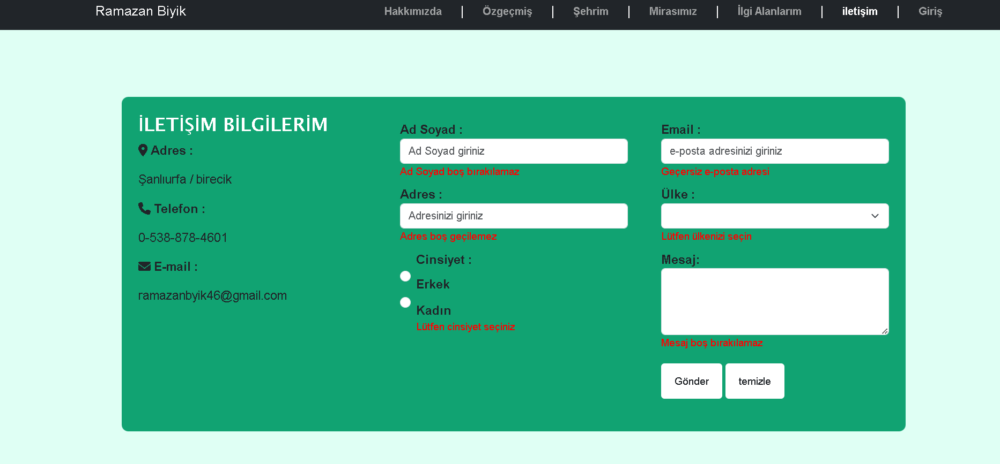 Ramazan Biyik
Hakkımızda | Özgeçmiş | Şehrim | Mirasımız | İlgi Alanlarım | iletişim | Giriş
İLETİŞİM BİLGİLERİM
Adres :
Şanlıurfa / birecik
Telefon :
0-538-878-4601
E-mail :
ramazanbyik46@gmail.com
Ad Soyad :
Ad Soyad giriniz
Ad Soyad boş bırakılamaz
Adres :
Adresinizi giriniz
Adres boş geçilemez
Cinsiyet :
Erkek
Kadın
Lütfen cinsiyet seçiniz
Email :
e-posta adresinizi giriniz
Geçersiz e-posta adresi
Ülke :
Lütfen ülkenizi seçin
Mesaj:
Mesaj boş bırakılamaz
Gönder
temizle